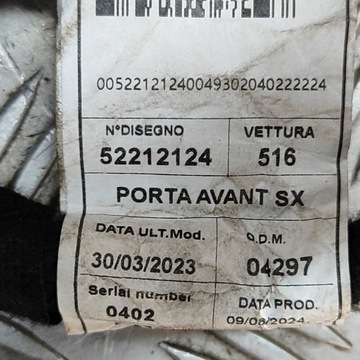 00522121240049302040222224
N°DISEGNO VETTURA
52212124 516
PORTA AVANT SX
DATA ULT.Mod. O.D.M.
30/03/2023 04297
Serial number DATA PROD.
0402 09/08/2024